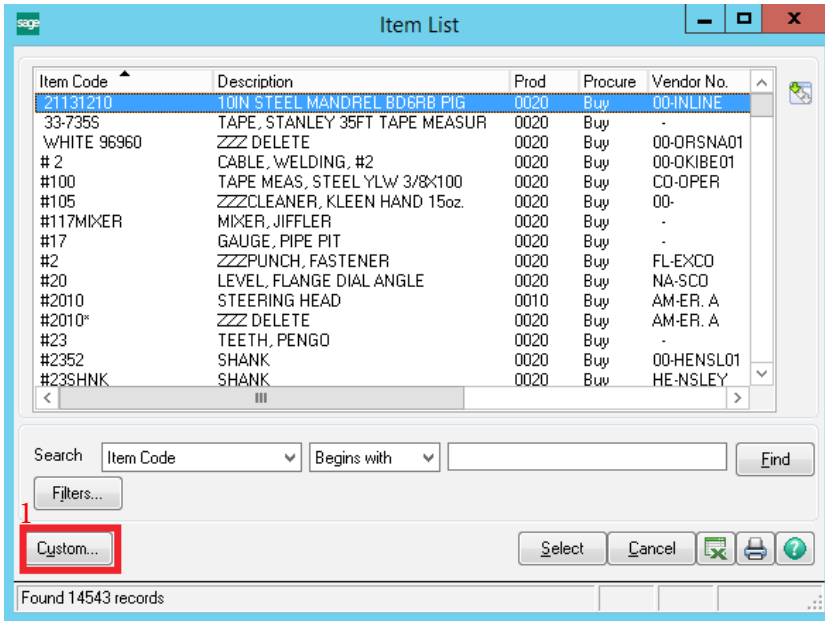 sage Item List
Item Code Description Prod Procure Vendor No.
21131210 10IN STEEL MANDREL BD6RB PIG 0020 Buy 00-INLINE
33-735S TAPE, STANLEY 35FT TAPE MEASUR 0020 Buy -
WHITE 96960 ZZZ DELETE 0020 Buy 00-ORSNA01
# 2 CABLE, WELDING, #2 0020 Buy 00-OKIBE01
#100 TAPE MEAS, STEEL YLW 3/8X100 0020 Buy CO-OPER
#105 ZZZCLEANER, KLEEN HAND 15oz. 0020 Buy 00-
#117MIXER MIXER, JIFFLER 0020 Buy -
#17 GAUGE, PIPE PIT 0020 Buy -
#2 ZZZPUNCH, FASTENER 0020 Buy FL-EXCO
#20 LEVEL, FLANGE DIAL ANGLE 0020 Buy NA-SCO
#2010 STEERING HEAD 0010 Buy AM-ER. A
#2010* ZZZ DELETE 0020 Buy AM-ER. A
#23 TEETH, PENGO 0020 Buy -
#2352 SHANK 0020 Buy 00-HENSL01
#23SHNK SHANK 0020 Buy HE-NSLEY
Search Item Code Begins with Find
Filters...
1
Custom... Select Cancel
Found 14543 records